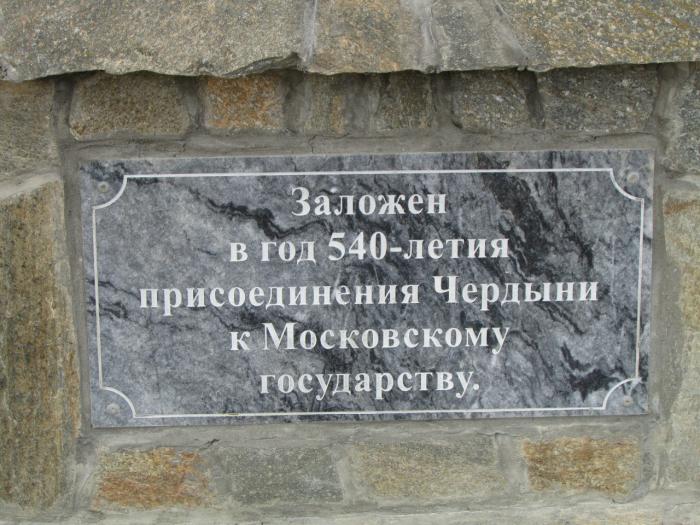 Заложен
в год 540-летия
присоединения Чердыни
к Московскому
государству.